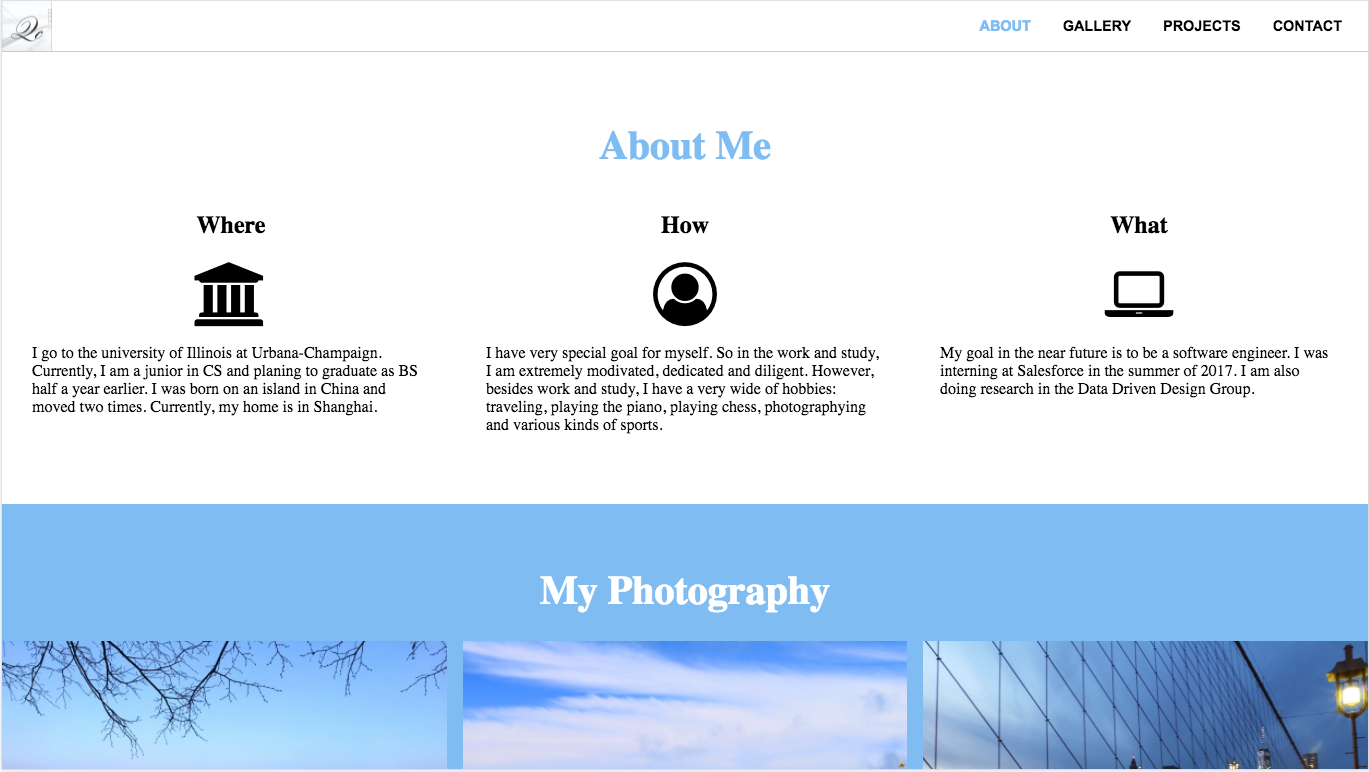 Qc
ABOUT GALLERY PROJECTS CONTACT
About Me
Where
I go to the university of Illinois at Urbana-Champaign.
Currently, I am a junior in CS and planing to graduate as BS
half a year earlier. I was born on an island in China and
moved two times. Currently, my home is in Shanghai.
How
I have very special goal for myself. So in the work and study,
I am extremely modivated, dedicated and diligent. However,
besides work and study, I have a very wide of hobbies:
traveling, playing the piano, playing chess, photographying
and various kinds of sports.
What
My goal in the near future is to be a software engineer. I was
interning at Salesforce in the summer of 2017. I am also
doing research in the Data Driven Design Group.
My Photography